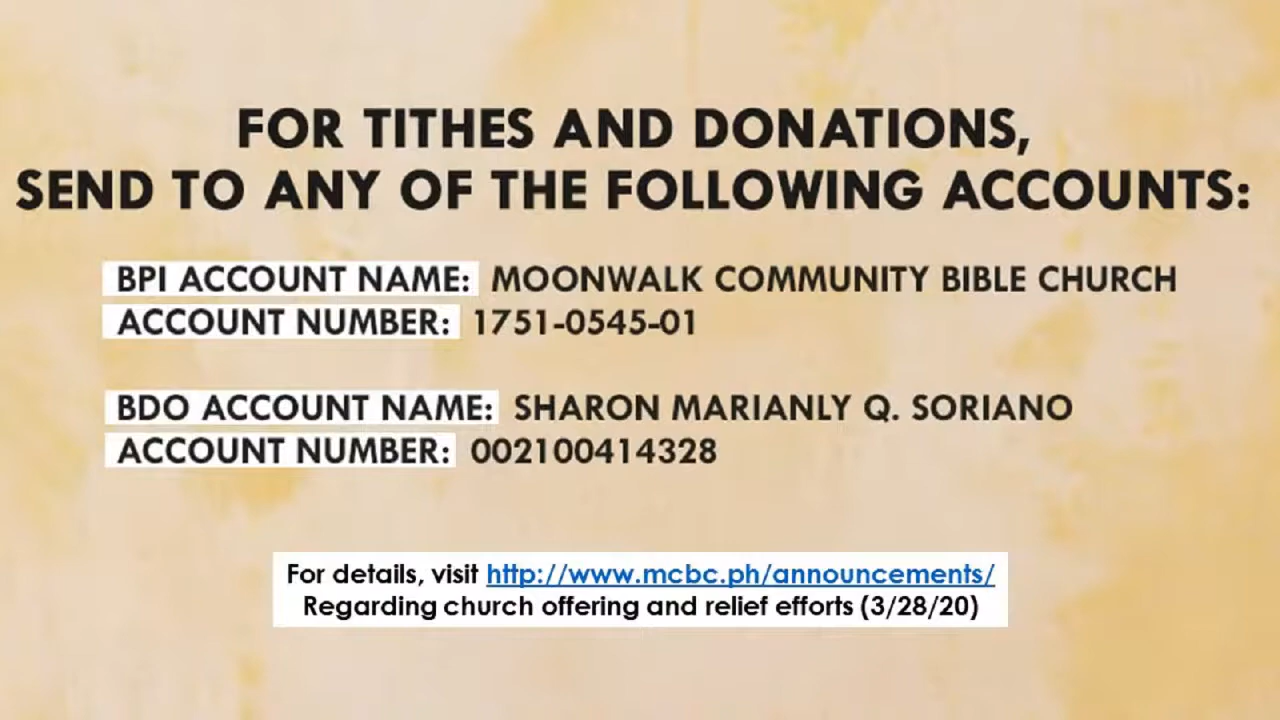 FOR TITHES AND DONATIONS,
SEND TO ANY OF THE FOLLOWING ACCOUNTS:
BPI ACCOUNT NAME: MOONWALK COMMUNITY BIBLE CHURCH
ACCOUNT NUMBER: 1751-0545-01
BDO ACCOUNT NAME: SHARON MARIANLY Q. SORIANO
ACCOUNT NUMBER: 002100414328
For details, visit http://www.mcbc.ph/announcements/
Regarding church offering and relief efforts (3/28/20)